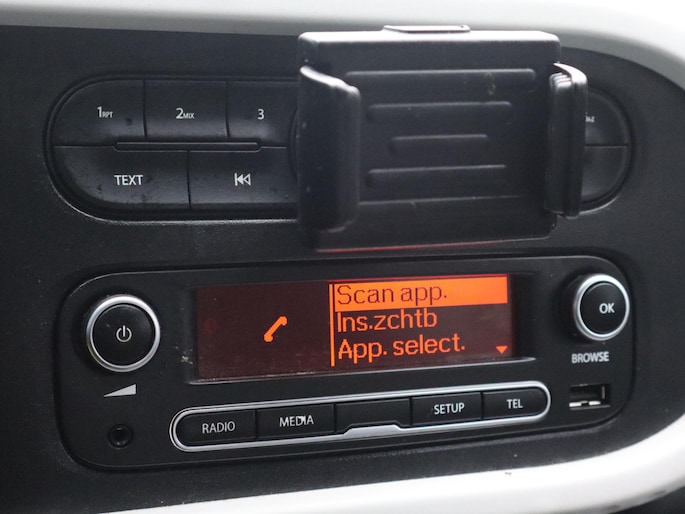 1RPT 2MIX 3
TEXT
Scan app.
Ins.zchtb
App. select.
OK
BROWSE
RADIO MEDIA SETUP TEL